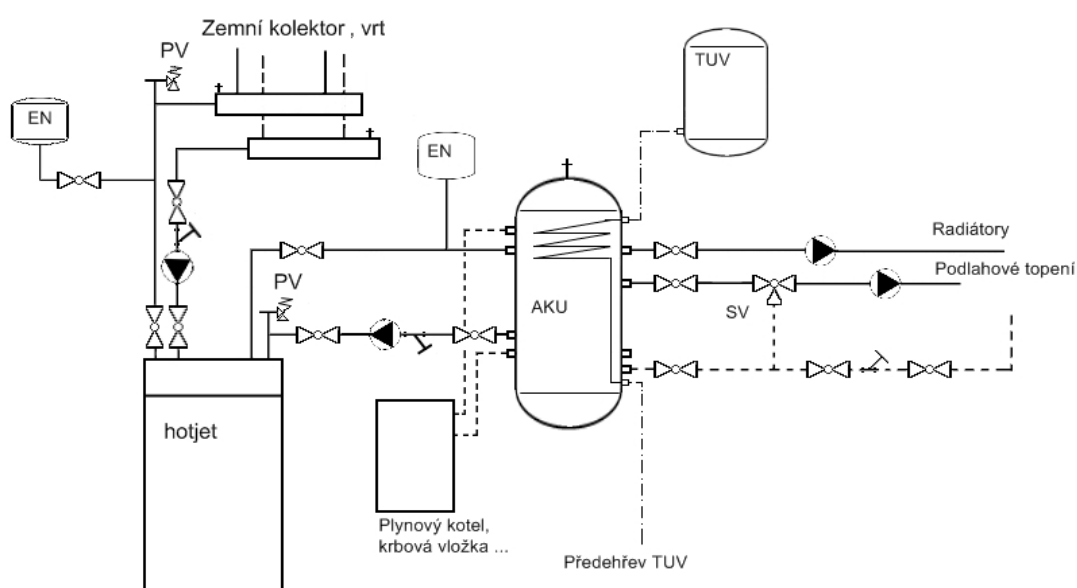 Zemní kolektor , vrt
PV
TUV
EN
EN
Radiátory
Podlahové topení
PV
SV
AKU
hotjet
Plynový kotel,
krbová vložka ...
Předehřev TUV